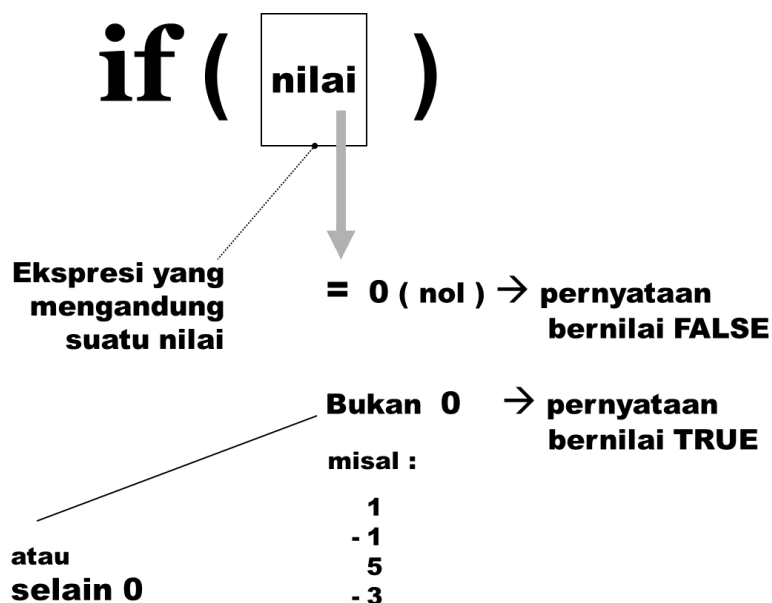 if ( nilai )
Ekspresi yang
mengandung
suatu nilai
= 0 ( nol ) → pernyataan
bernilai FALSE
Bukan 0 → pernyataan
bernilai TRUE
misal :
1
- 1
5
- 3
atau
selain 0